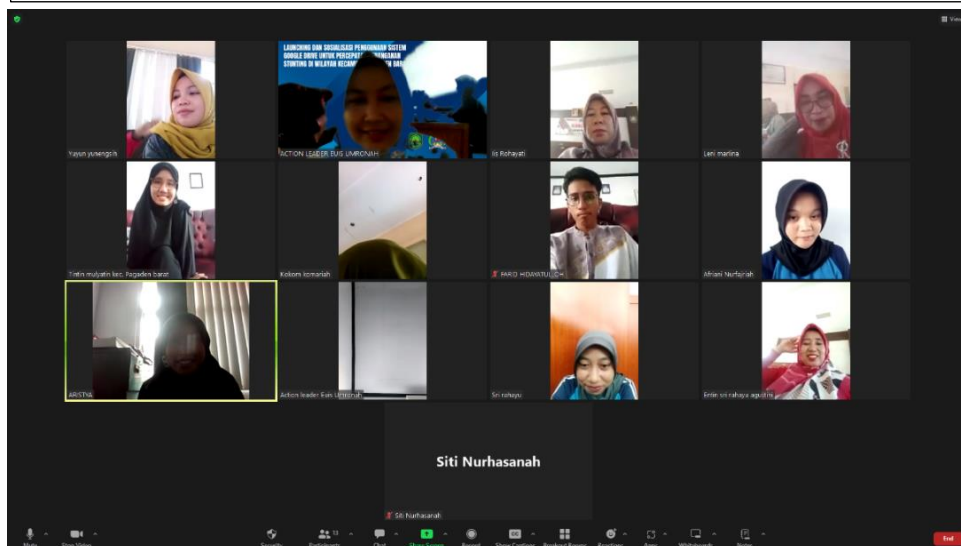 View
LAUNCHING DAN SOSIALISASI PENGGUNAAN SISTEM
GOOGLE DRIVE UNTUK PERCEPATAN
STUNTING DI WILAYAH
Yayun yunengsih
ACTION LEADER EUIS UMRONAH
Iis Rohayati
Leni marlina
Tintin mulyatin kec. Pagaden barat
Kokom komariah
FARID HIDAYATULLOH
Afriani Nurfajriah
ARISTYA
Action leader Euis Umronah
Sri rahayu
Entin sri rahayu agustini
Siti Nurhasanah
Siti Nurhasanah
Mute
Stop Video
Security
Participants
13
Chat
Share Screen
Record
Show Captions
Breakout Rooms
Reactions
Apps
Whiteboards
Notes
End